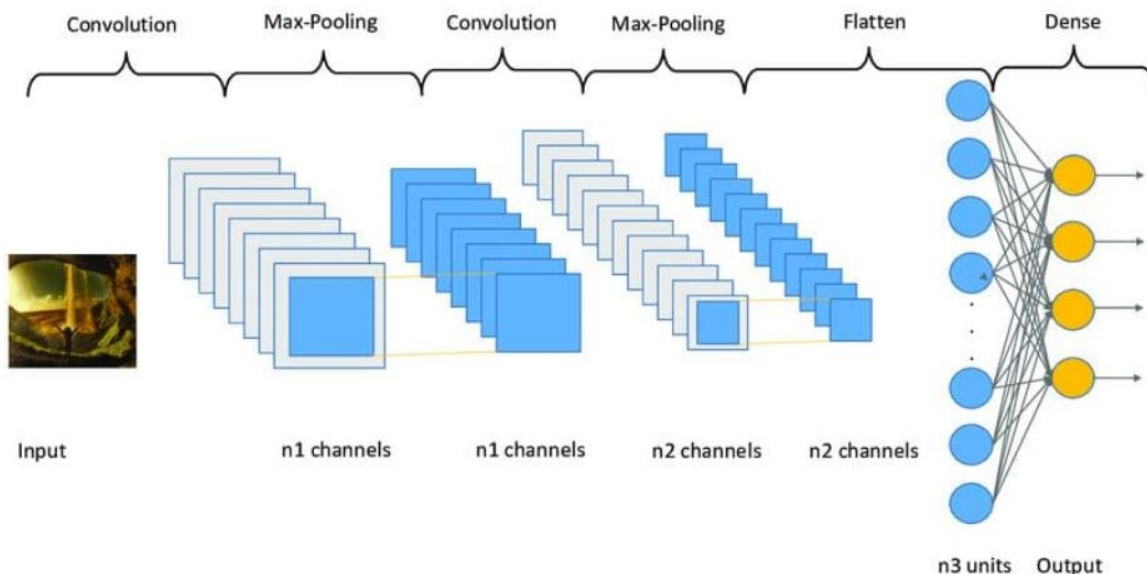 Convolution Max-Pooling Convolution Max-Pooling Flatten Dense
Input n1 channels n1 channels n2 channels n2 channels
n3 units Output